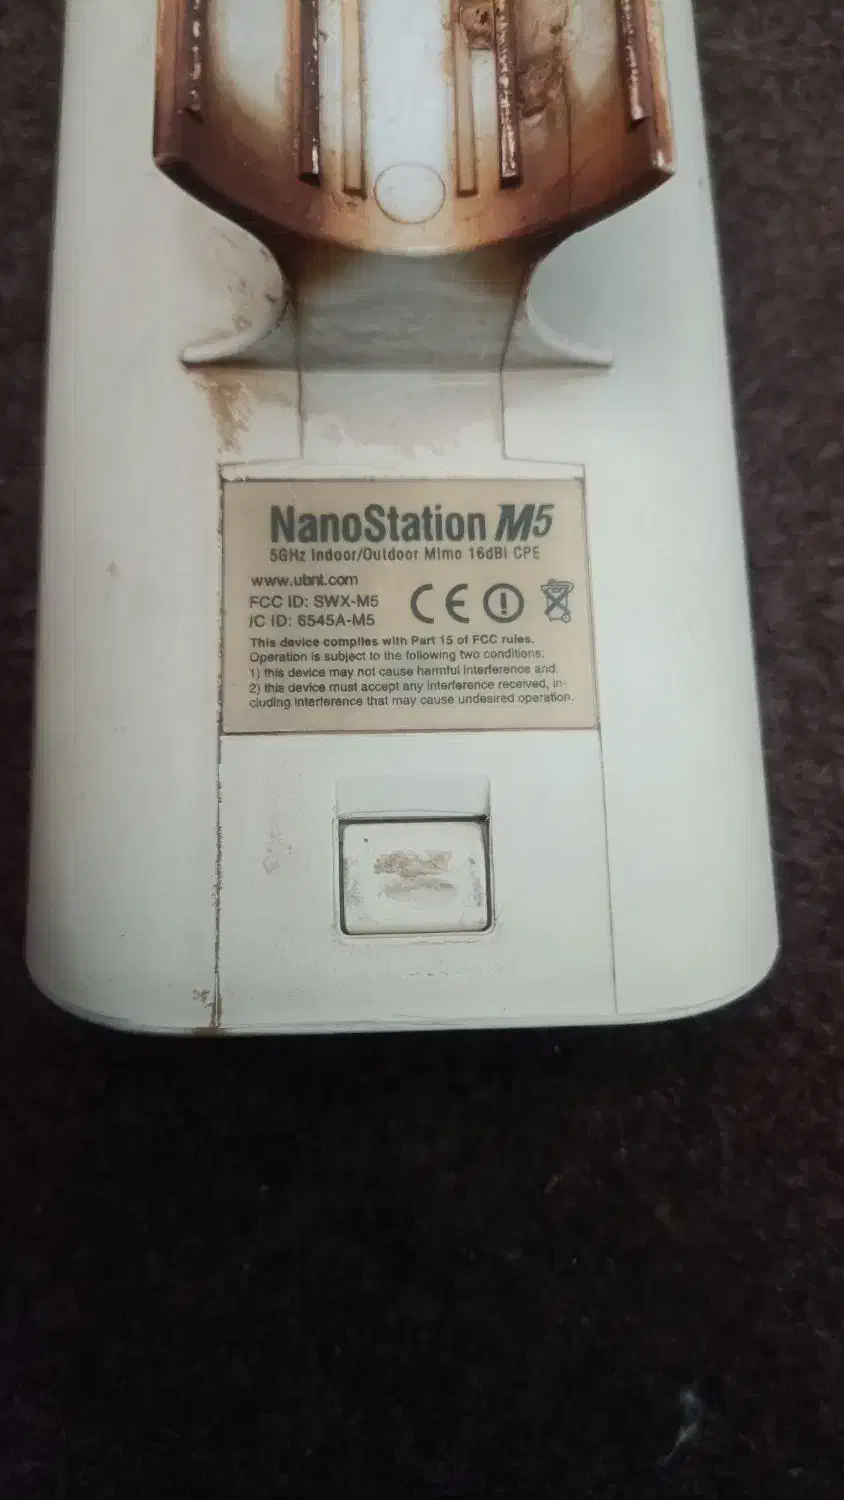 NanoStation M5
5GHz Indoor/Outdoor Mimo 16dBi CPE
www.ubnt.com
FCC ID: SWX-M5
IC ID: 6545A-M5
CE
This device complies with Part 15 of FCC rules.
Operation is subject to the following two conditions:
1) this device may not cause harmful interference and
2) this device must accept any interference received, in-
cluding interference that may cause undesired operation.